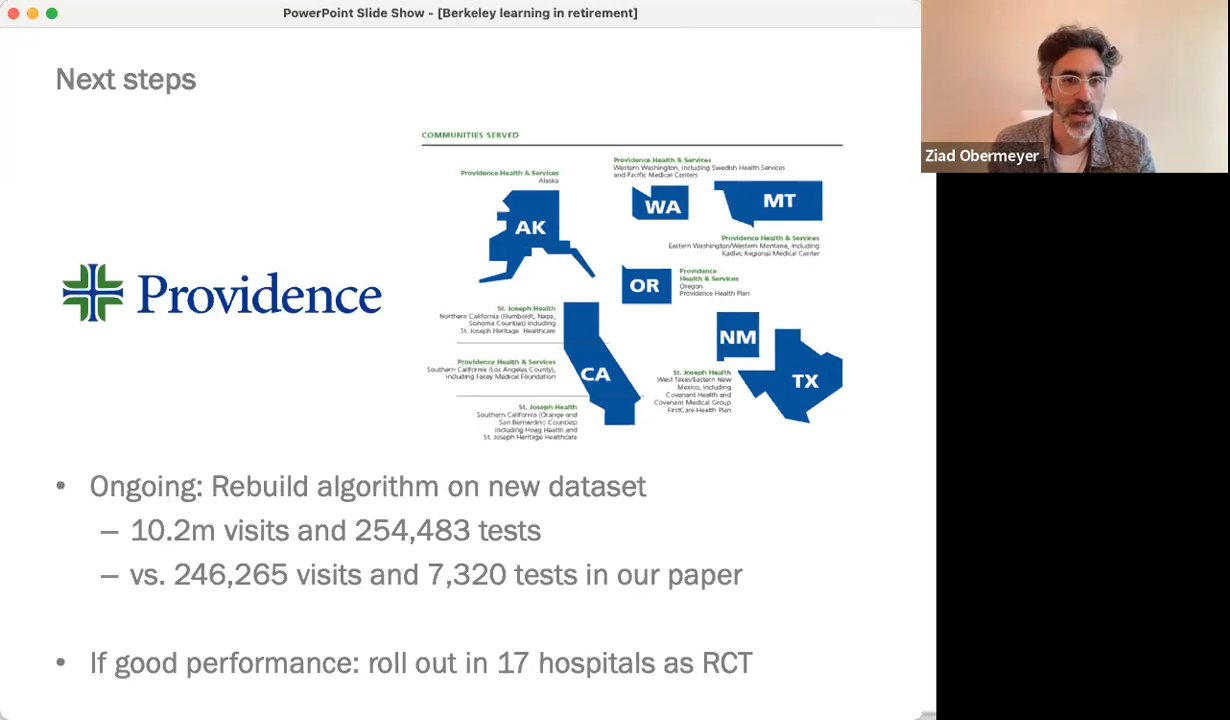 PowerPoint Slide Show - [Berkeley learning in retirement]
Next steps
Ziad Obermeyer
COMMUNITIES SERVED
Providence Health & Services
Alaska
AK
Providence Health & Services
Western Washington, including Swedish Health Services
and Pacific Medical Centers
WA
MT
Providence Health & Services
Eastern Washington/Western Montana, including
Kadlec Regional Medical Center
Providence
OR
Providence
Health & Services
Oregon
Providence Health Plan
St. Joseph Health
Northern California (Humboldt, Napa,
Sonoma Counties) including
St. Joseph Heritage Healthcare
Providence Health & Services
Southern California (Los Angeles County),
including Facey Medical Foundation
CA
St. Joseph Health
Southern California (Orange and
San Bernardino Counties)
including Hoag Health and
St. Joseph Heritage Healthcare
NM
St. Joseph Health
West Texas/Eastern New
Mexico, including
Covenant Health and
Covenant Medical Group
FirstCare Health Plan
TX
• Ongoing: Rebuild algorithm on new dataset
– 10.2m visits and 254,483 tests
– vs. 246,265 visits and 7,320 tests in our paper
• If good performance: roll out in 17 hospitals as RCT